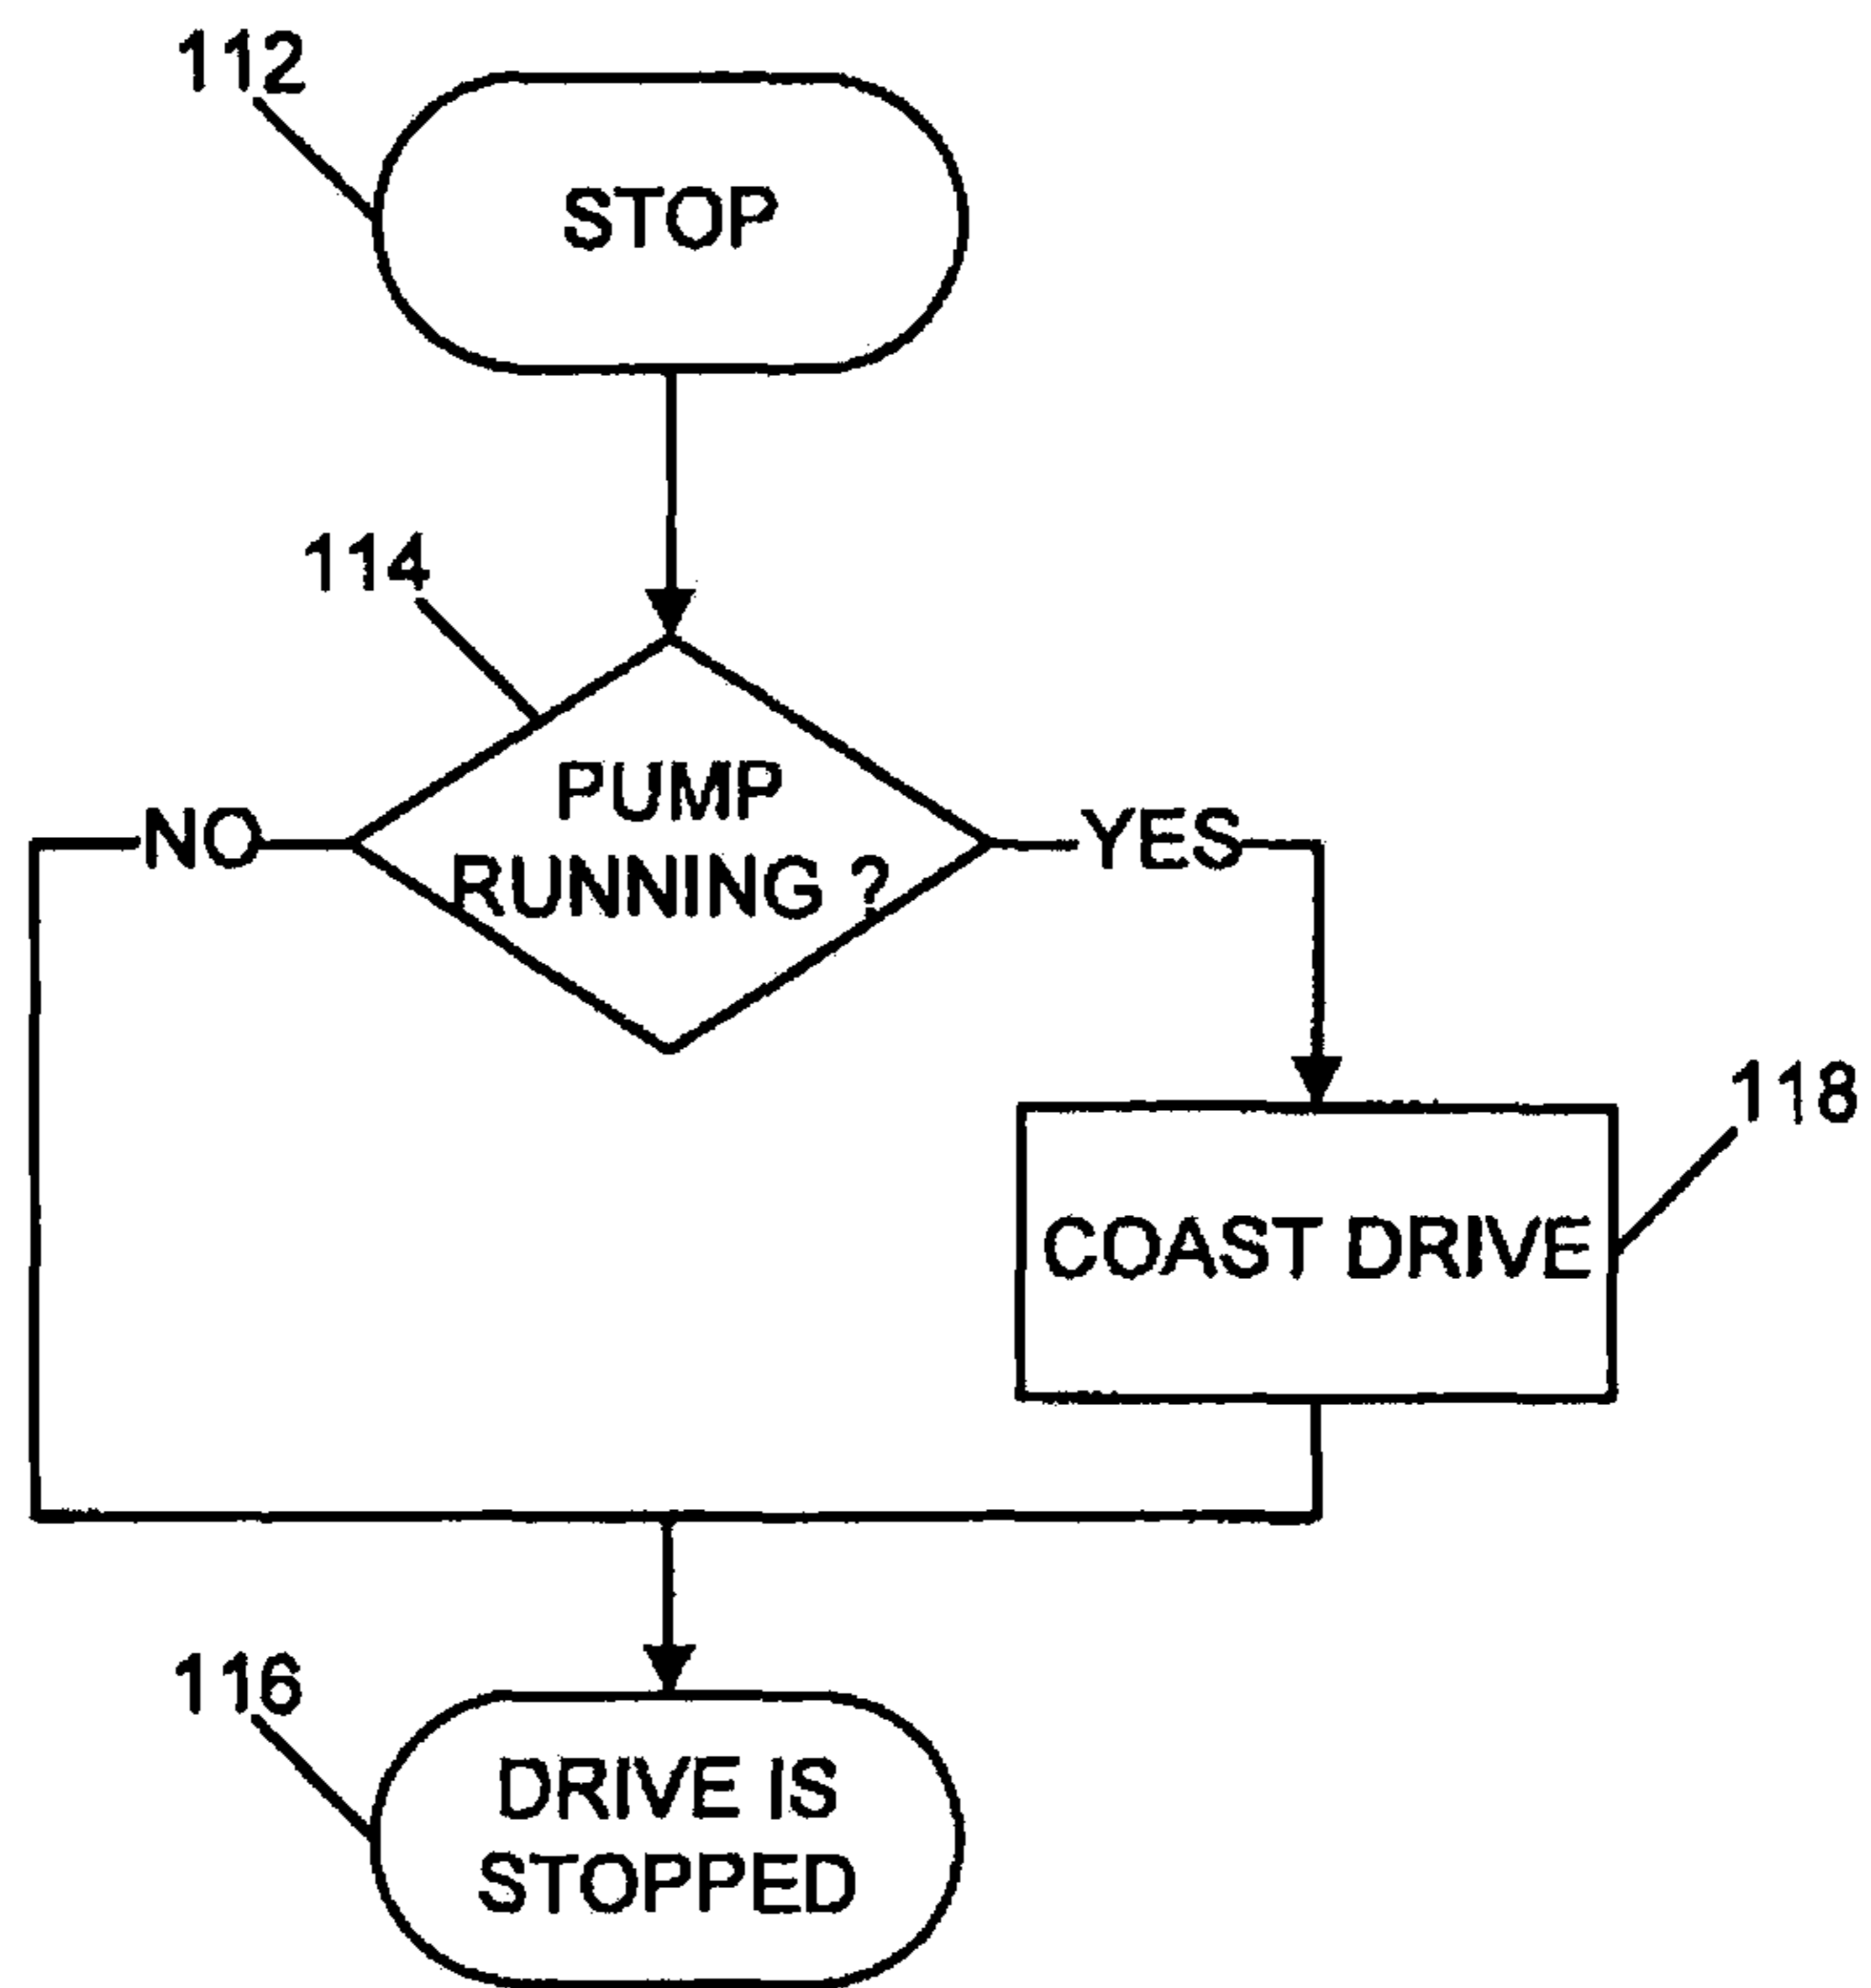 112
STOP
114
PUMP
RUNNING ?
NO
YES
118
COAST DRIVE
116
DRIVE IS
STOPPED